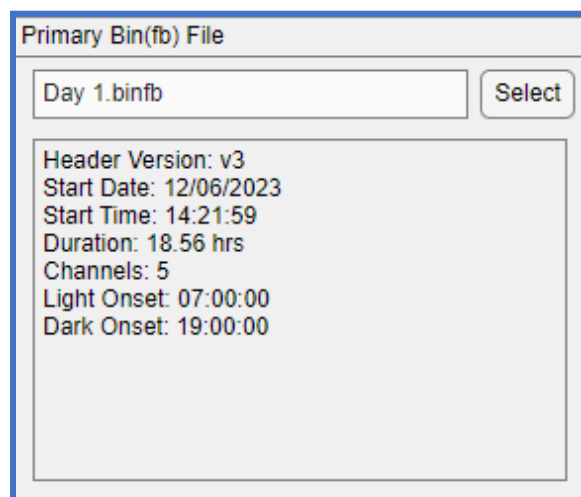 Primary Bin(fb) File
Day 1.binfb
Select
Header Version: v3
Start Date: 12/06/2023
Start Time: 14:21:59
Duration: 18.56 hrs
Channels: 5
Light Onset: 07:00:00
Dark Onset: 19:00:00